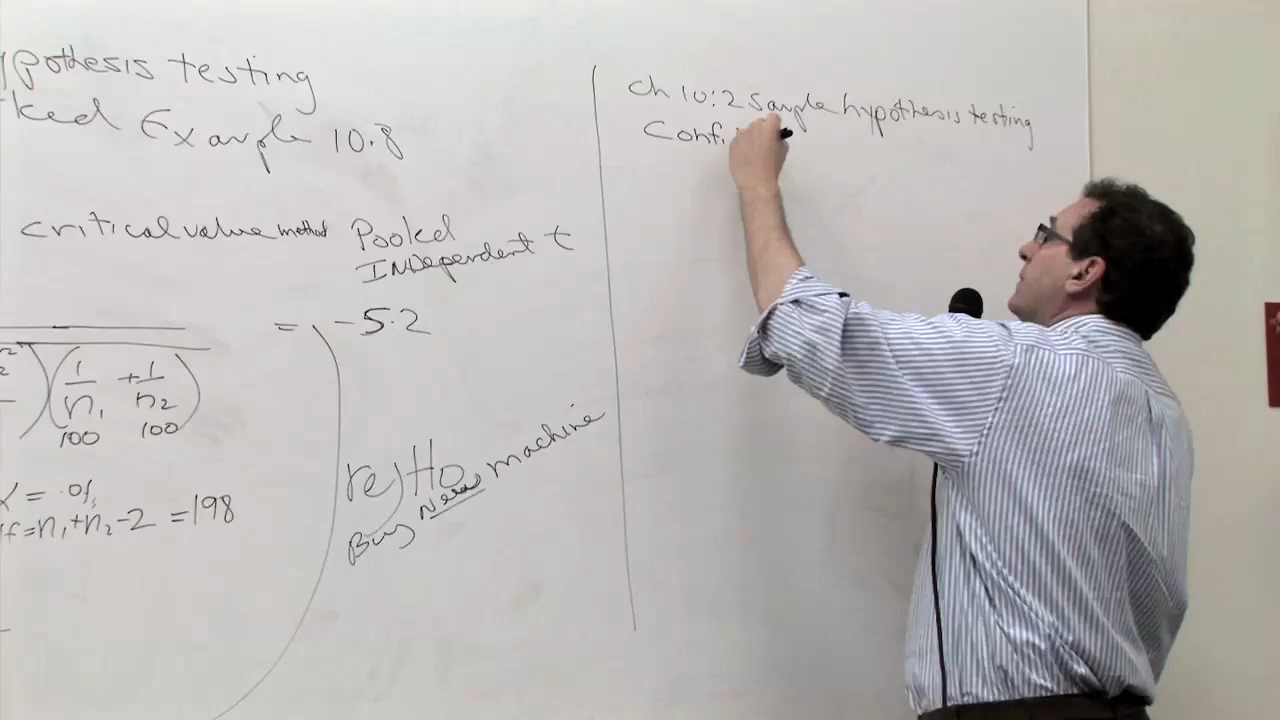 ypothesis testing
ked Example 10.8
critical value method Pooled
INDependent t
= -5.2
1/n1 + 1/n2
100 100
α = .01
df = n1+n2-2 = 198
rej Ho
Buy New machine
Ch 10: 2 sample hypothesis testing
Confi